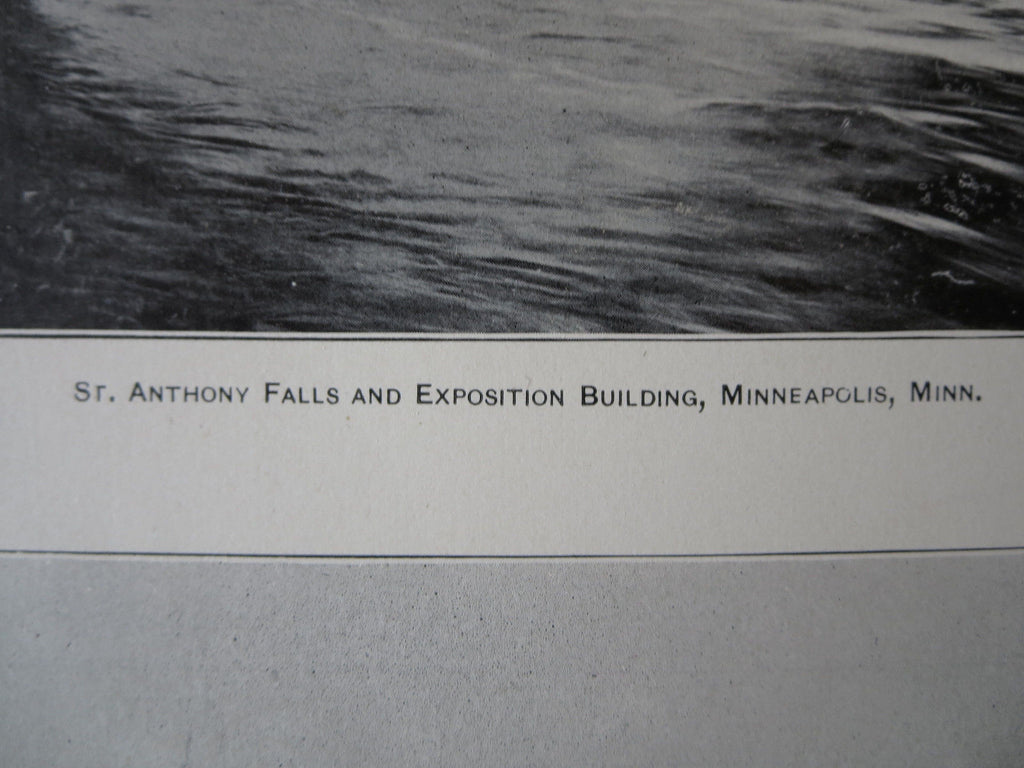 St. Anthony Falls and Exposition Building, Minneapolis, Minn.